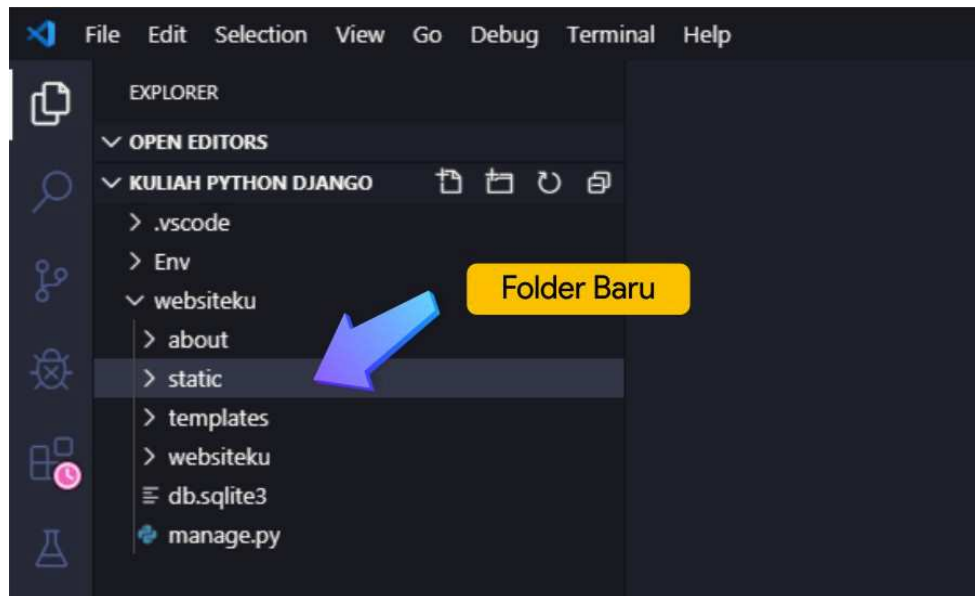 File Edit Selection View Go Debug Terminal Help
EXPLORER
OPEN EDITORS
KULIAH PYTHON DJANGO
.vscode
Env
websiteku
Folder Baru
about
static
templates
websiteku
db.sqlite3
manage.py